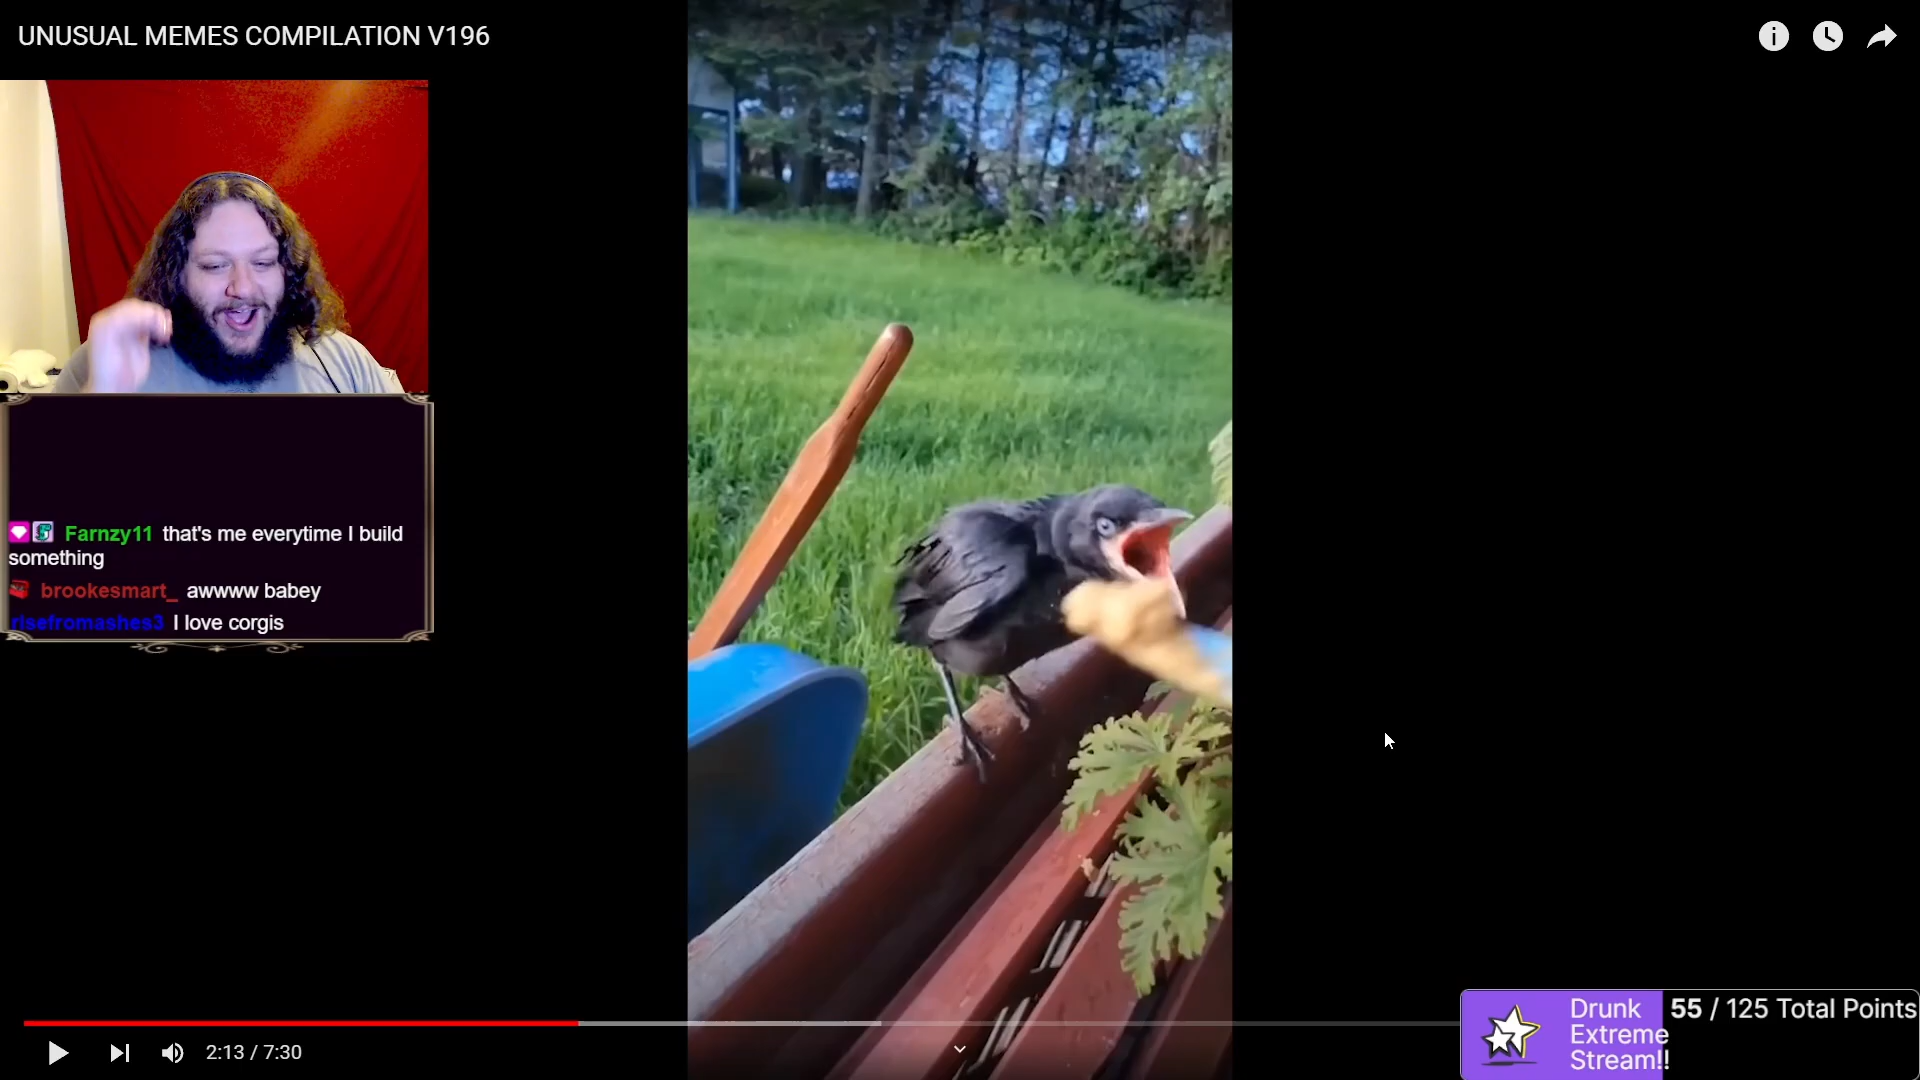 UNUSUAL MEMES COMPILATION V196
Farnzy11 that's me everytime I build
something
brookesmart_ awwww babey
risefromashes3 I love corgis
2:13 / 7:30
Drunk
Extreme
Stream!!
55 / 125 Total Points